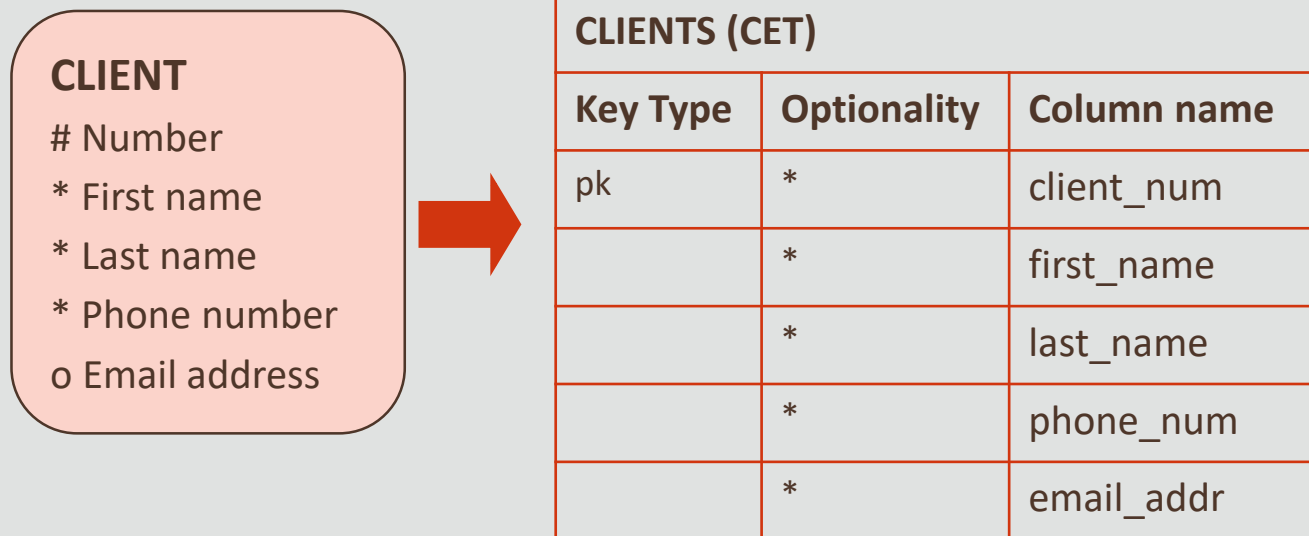 CLIENT
# Number
* First name
* Last name
* Phone number
o Email address
CLIENTS (CET)
Key Type Optionality Column name
pk * client_num
* first_name
* last_name
* phone_num
* email_addr